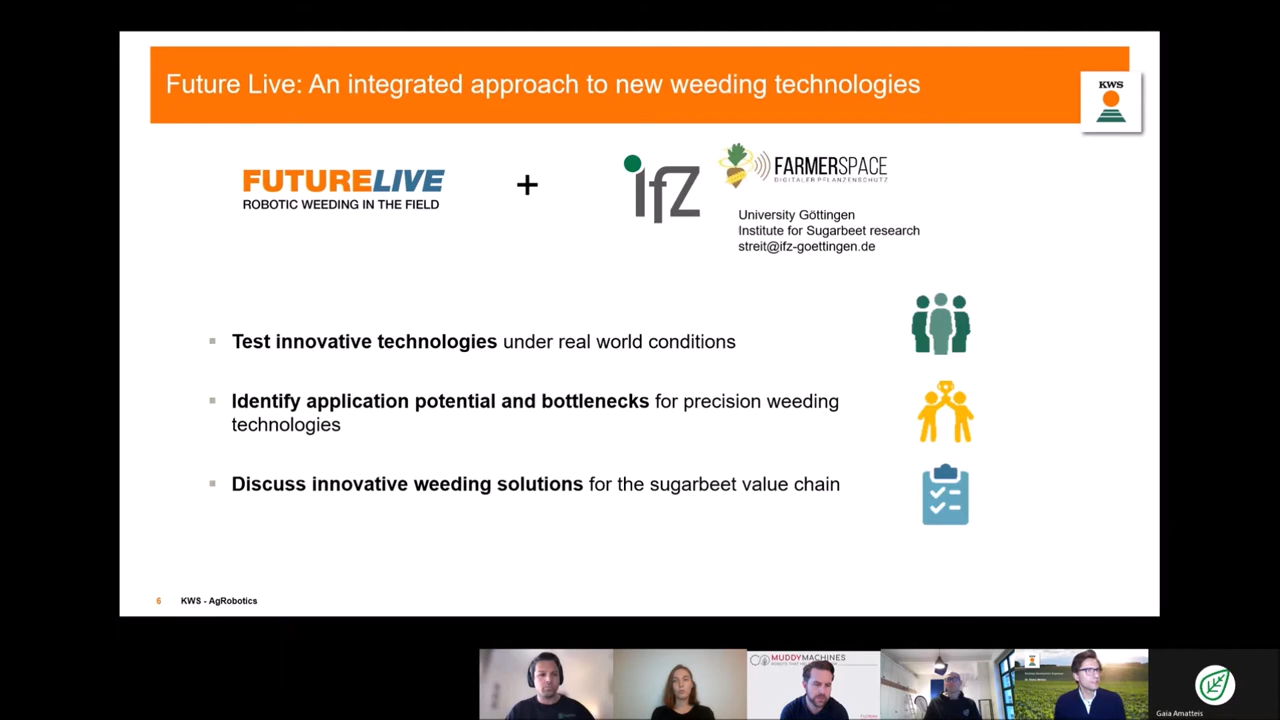 Future Live: An integrated approach to new weeding technologies
KWS
FUTURELIVE
ROBOTIC WEEDING IN THE FIELD
+
ifZ
FARMERSPACE
DIGITALER PFLANZENSCHUTZ
University Göttingen
Institute for Sugarbeet research
streit@ifz-goettingen.de
Test innovative technologies under real world conditions
Identify application potential and bottlenecks for precision weeding
technologies
Discuss innovative weeding solutions for the sugarbeet value chain
6 KWS - AgRobotics
MUDDYMACHINES
Gaia Amatteis